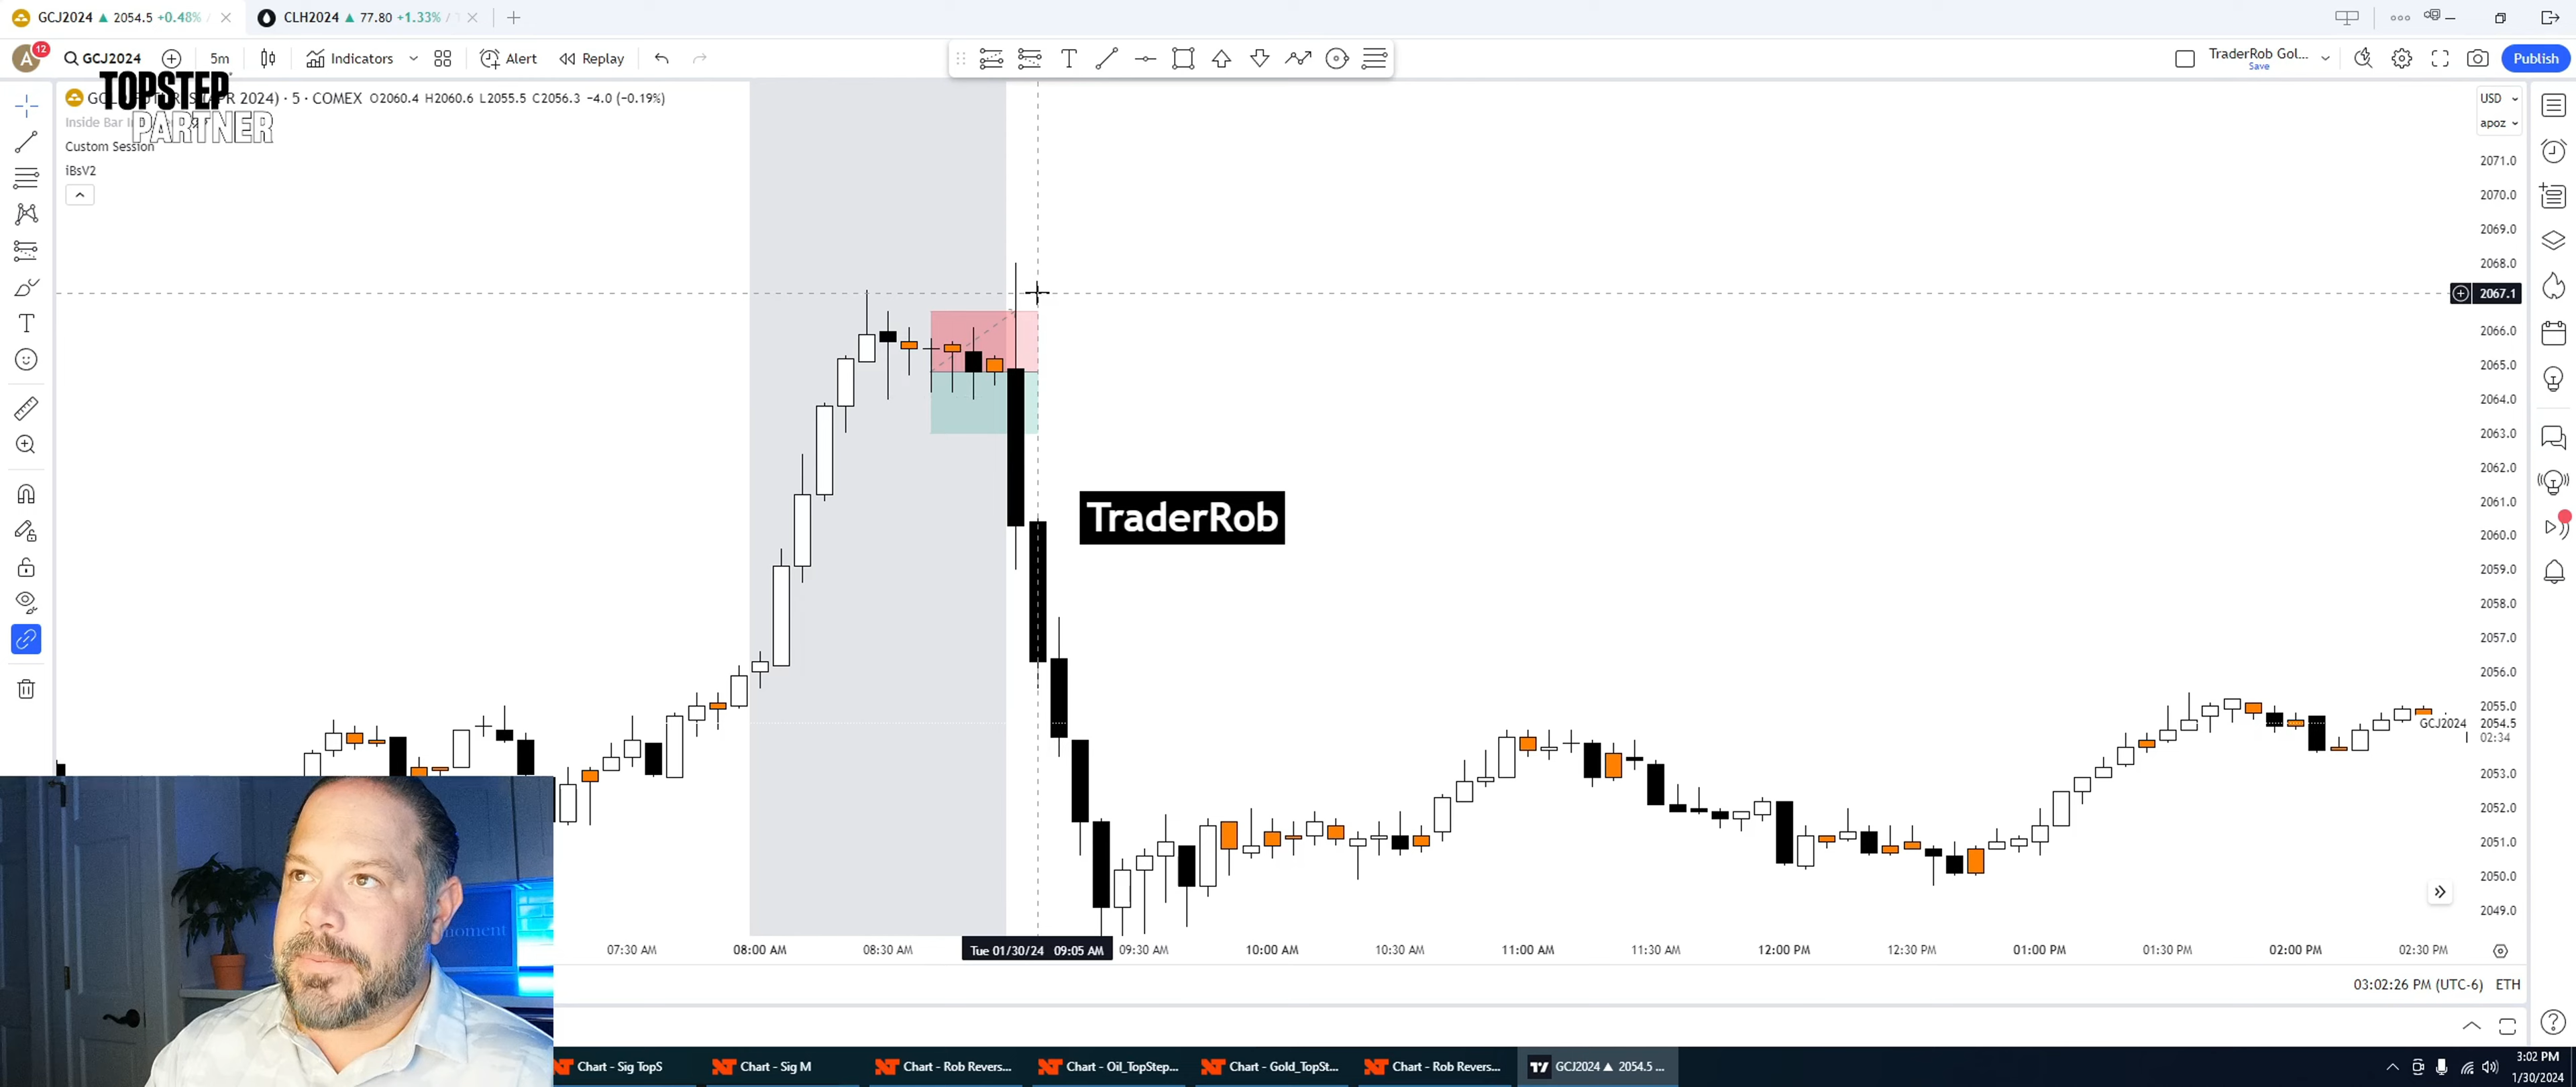 GCJ2024 ▲ 2054.5 +0.48% /
CLH2024 ▲ 77.80 +1.33% /
A
12
GCJ2024
5m
Indicators
Alert
Replay
TraderRob Gol...
Save
Publish
TOPSTEP
PARTNER
2024) · 5 · COMEX O2060.4 H2060.6 L2055.5 C2056.3 −4.0 (−0.19%)
Inside Bar
Custom Session
iBsV2
USD
apoz
2071.0
2070.0
2069.0
2068.0
2067.1
2066.0
2065.0
2064.0
2063.0
2062.0
2061.0
2060.0
2059.0
2058.0
2057.0
2056.0
2055.0
GCJ2024 2054.5
02:34
2053.0
2052.0
2051.0
2050.0
2049.0
TraderRob
moment
07:30 AM 08:00 AM 08:30 AM Tue 01/30/24 09:05 AM 09:30 AM 10:00 AM 10:30 AM 11:00 AM 11:30 AM 12:00 PM 12:30 PM 01:00 PM 01:30 PM 02:00 PM 02:30 PM
03:02:26 PM (UTC-6) ETH
Chart - Sig TopS
Chart - Sig M
Chart - Rob Revers...
Chart - Oil_TopStep...
Chart - Gold_TopSt...
Chart - Rob Revers...
GCJ2024 ▲ 2054.5 ...
3:02 PM
1/30/2024